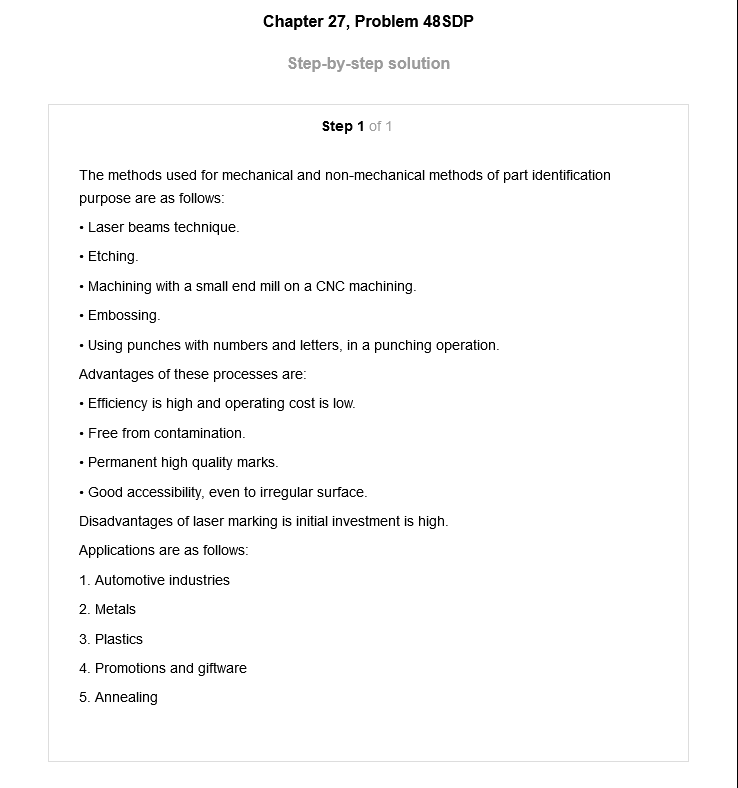 Chapter 27, Problem 48SDP
Step-by-step solution
Step 1 of 1
The methods used for mechanical and non-mechanical methods of part identification
purpose are as follows:
• Laser beams technique.
• Etching.
• Machining with a small end mill on a CNC machining.
• Embossing.
• Using punches with numbers and letters, in a punching operation.
Advantages of these processes are:
• Efficiency is high and operating cost is low.
• Free from contamination.
• Permanent high quality marks.
• Good accessibility, even to irregular surface.
Disadvantages of laser marking is initial investment is high.
Applications are as follows:
1. Automotive industries
2. Metals
3. Plastics
4. Promotions and giftware
5. Annealing